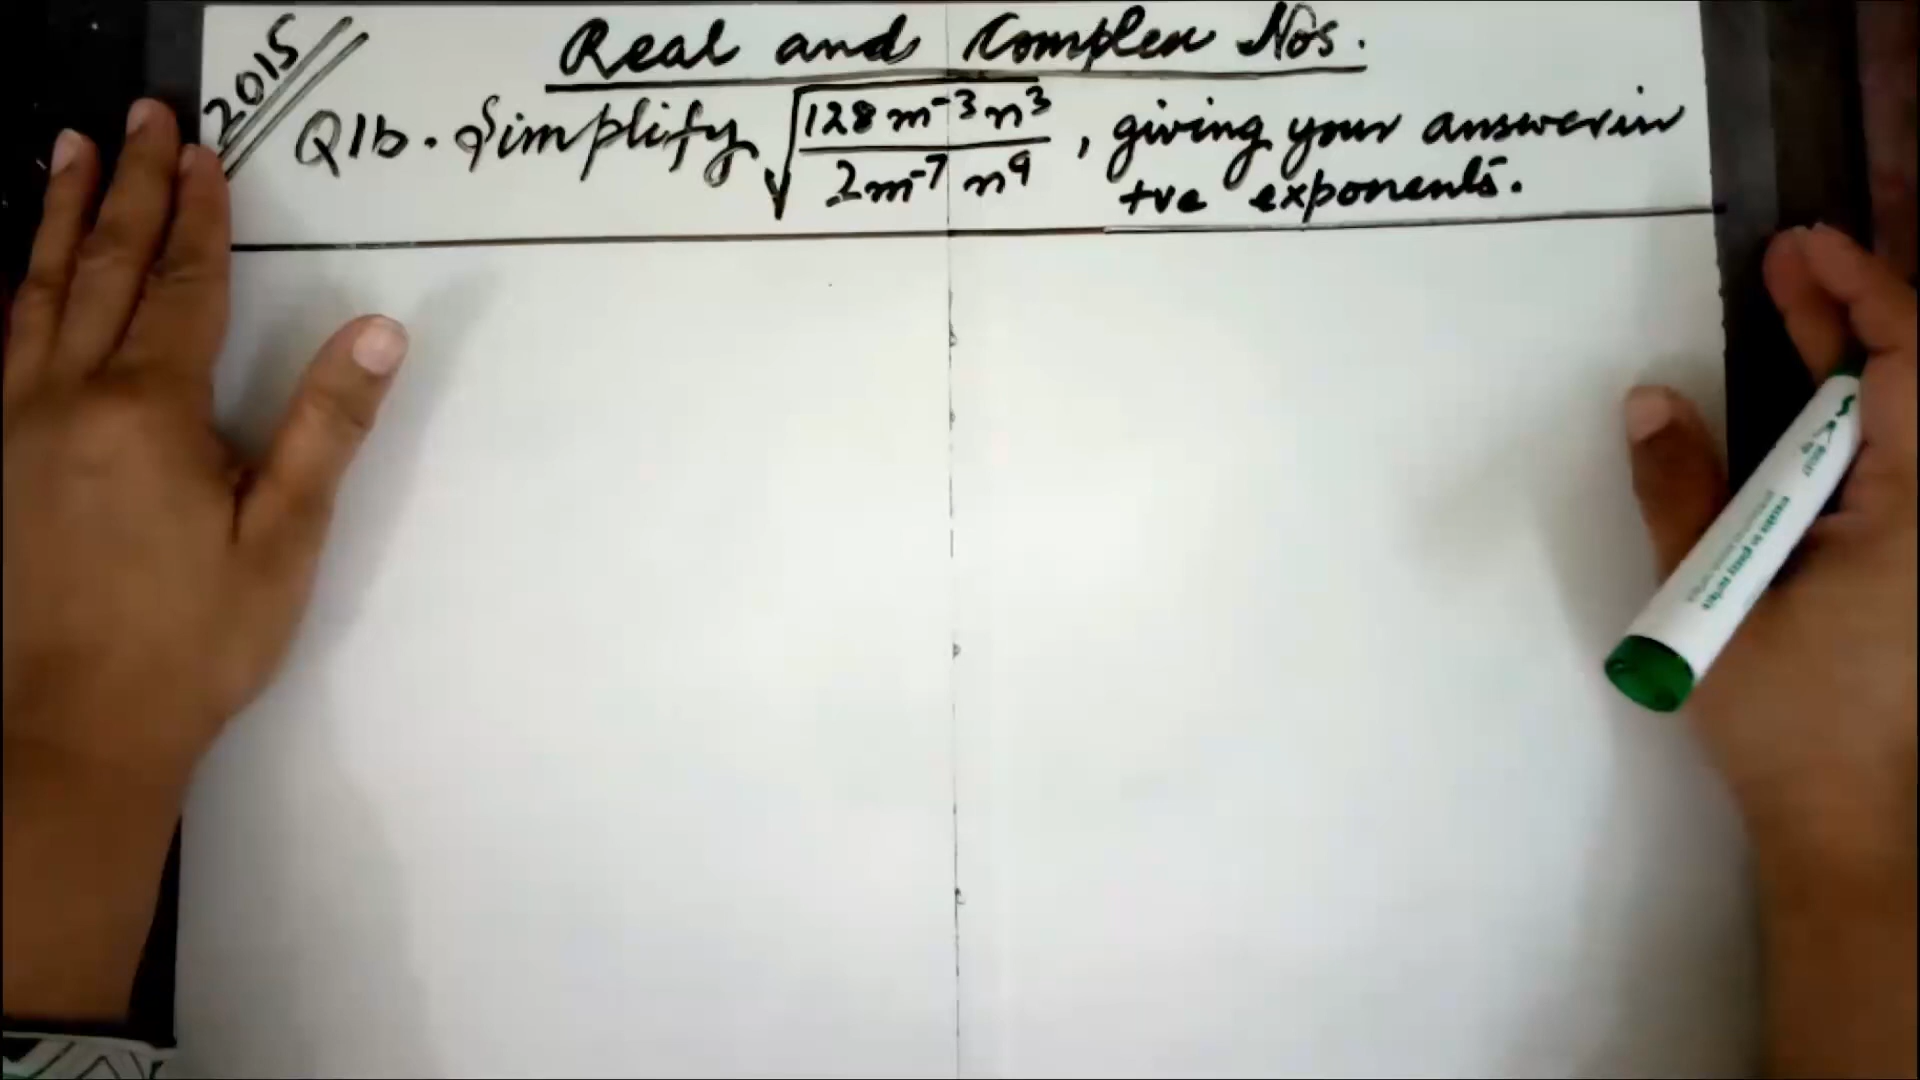 2015
Real and Complex Nos.
Q1b. Simplify √(128m⁻³n³ / 2m⁻⁷n⁹), giving your answer in
+ve exponents.